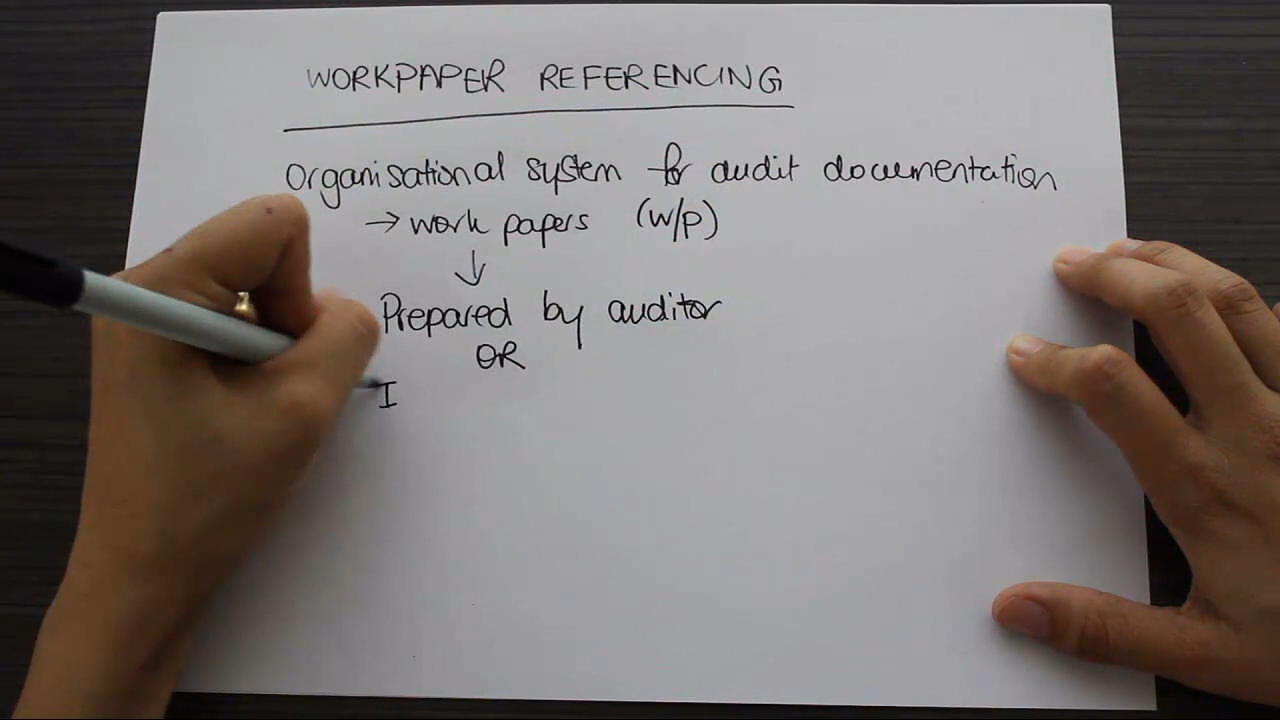 WORKPAPER REFERENCING
Organisational system for audit documentation
→ work papers (w/p)
↓
Prepared by auditor
OR
I